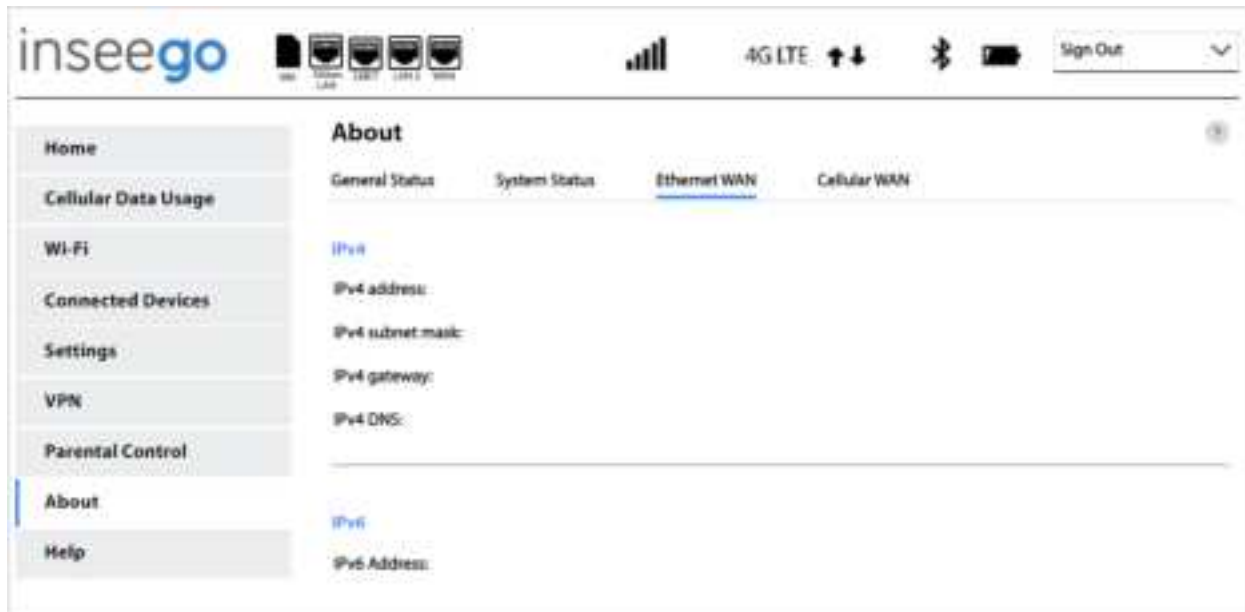 inseego
4G LTE
Sign Out
LAN
About
General Status System Status Ethernet WAN Cellular WAN
Home
Cellular Data Usage
Wi-Fi
Connected Devices
Settings
VPN
Parental Control
About
Help
IPv4
IPv4 address:
IPv4 subnet mask:
IPv4 gateway:
IPv4 DNS:
IPv6
IPv6 Address: